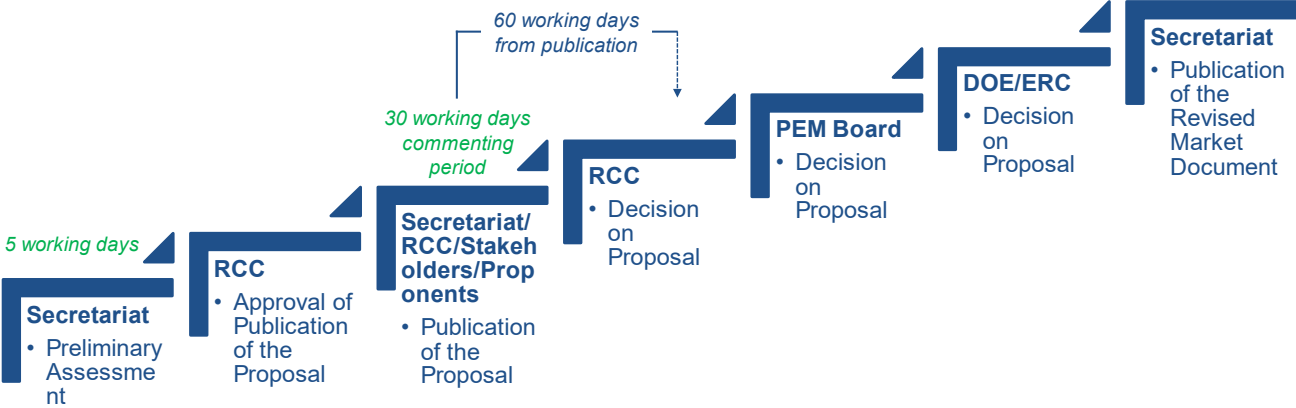 5 working days
Secretariat
• Preliminary
Assessme
nt
RCC
• Approval of
Publication
of the
Proposal
30 working days
commenting
period
Secretariat/
RCC/Stakeh
olders/Prop
onents
• Publication
of the
Proposal
60 working days
from publication
RCC
• Decision
on
Proposal
PEM Board
• Decision
on
Proposal
DOE/ERC
• Decision
on
Proposal
Secretariat
• Publication
of the
Revised
Market
Document